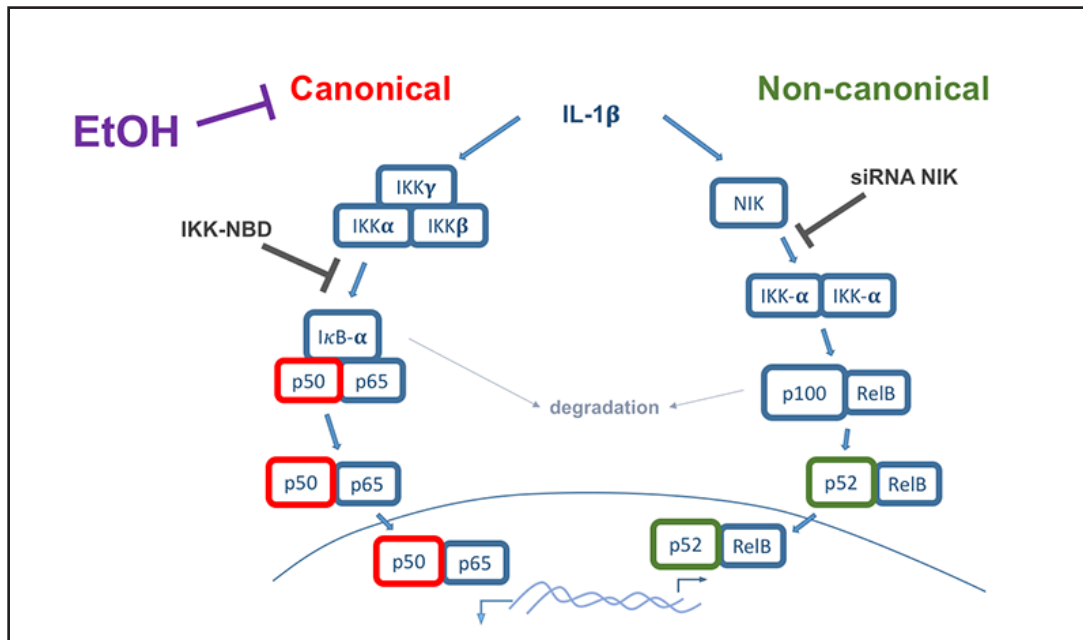 Canonical
Non-canonical
EtOH
IL-1β
siRNA NIK
IKKγ
NIK
IKK-NBD
IKKα
IKKβ
IKK-α
IKK-α
IκB-α
p50
p65
degradation
p100
RelB
p50
p65
p52
RelB
p50
p65
p52
RelB